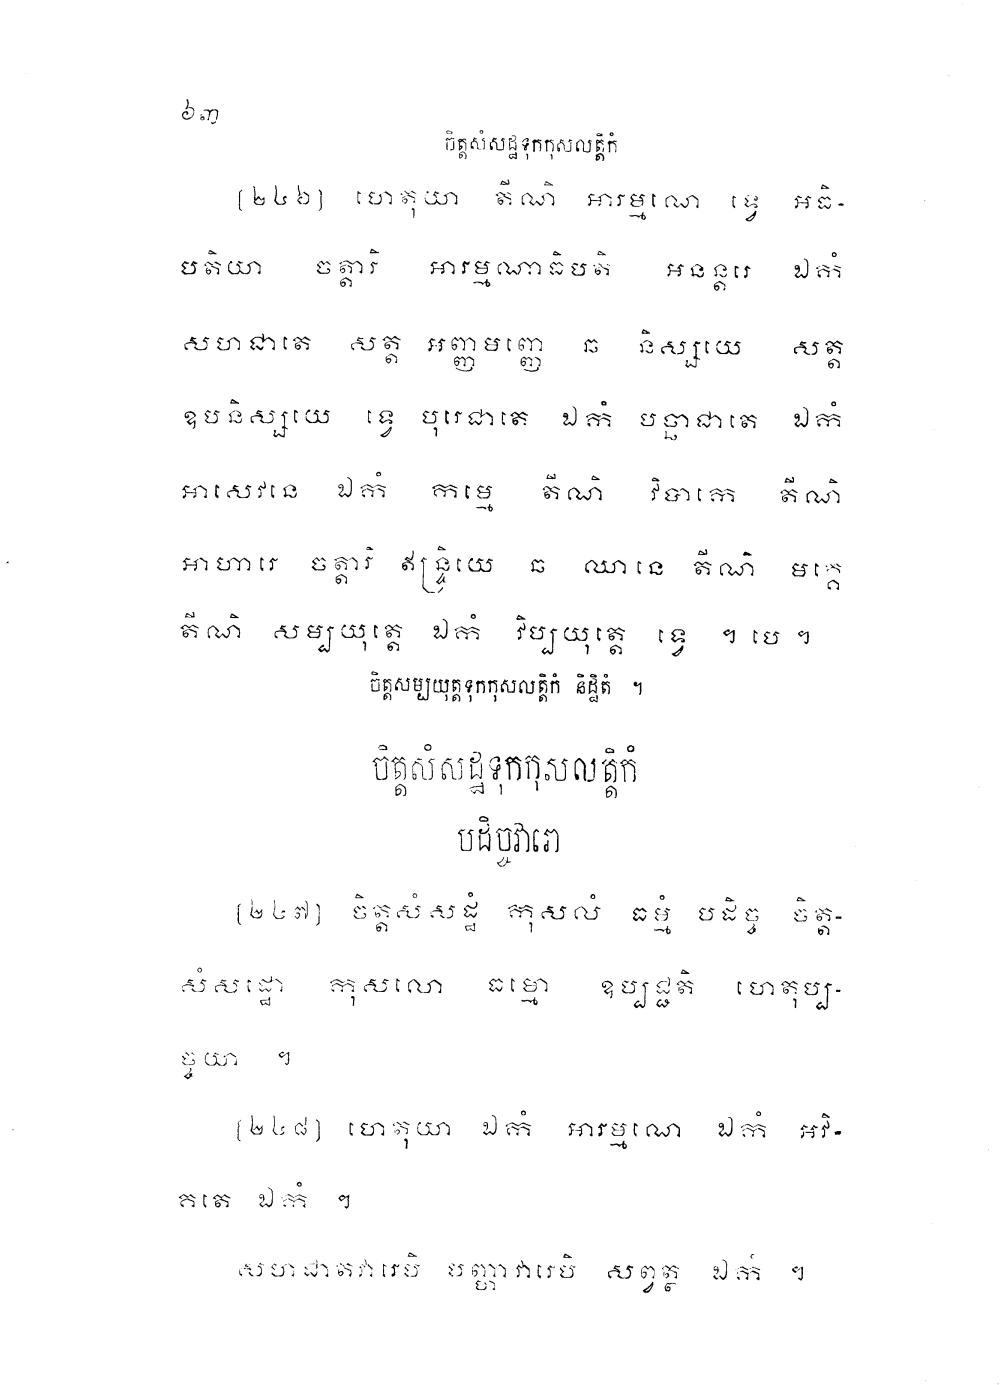 ៦៣
ចិត្តសំសដ្ឋទុកកុសលត្តិកំ
[២៤៦] ហេតុយា តីណិ អារម្មណេ ទ្វេ អធិ-
បតិយា ចត្តារិ អារម្មណាធិបតិ អនន្តរេ ឯកំ
សហជាតេ សត្ត អញ្ញមញ្ញេ ឆ និស្សយេ សត្ត
ឧបនិស្សយេ ទ្វេ បុរេជាតេ ឯកំ បច្ឆាជាតេ ឯកំ
អាសេវនេ ឯកំ កម្មេ តីណិ វិបាកេ តីណិ
អាហារេ ចត្តារិ ឥន្ទ្រិយេ ឆ ឈានេ តីណិ មគ្គេ
តីណិ សម្បយុត្តេ ឯកំ វិប្បយុត្តេ ទ្វេ ។ បេ ។
ចិត្តសម្បយុត្តទុកកុសលត្តិកំ និដ្ឋិតំ ។
ចិត្តសំសដ្ឋទុកកុសលត្តិកំ
បដិច្ចវារោ
[២៤៧] ចិត្តសំសដ្ឋំ កុសលំ ធម្មំ បដិច្ច ចិត្ត-
សំសដ្ឋោ កុសលោ ធម្មោ ឧប្បជ្ជតិ ហេតុប្ប-
ច្ចយា ។
[២៤៨] ហេតុយា ឯកំ អារម្មណេ ឯកំ អវិ-
គតេ ឯកំ ។
សហជាតវារេបិ បញ្ហាវារេបិ សព្វត្ថ ឯកំ ។